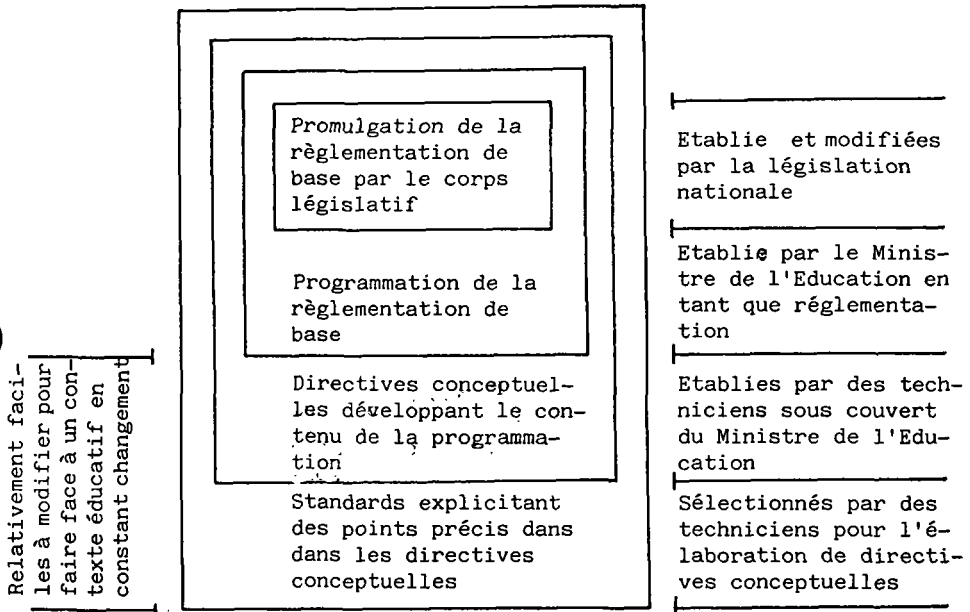 Promulgation de la
règlementation de
base par le corps
législatif
Programmation de la
règlementation de
base
Directives conceptuel-
les développant le con-
tenu de la programma-
tion
Standards explicitant
des points précis dans
dans les directives
conceptuelles
Etablie et modifiées
par la législation
nationale
Etablie par le Minis-
tre de l'Education en
tant que réglementa-
tion
Etablies par des tech-
niciens sous couvert
du Ministre de l'Edu-
cation
Sélectionnés par des
techniciens pour l'é-
laboration de directi-
ves conceptuelles
Relativement faci-
les à modifier pour
faire face à un con-
texte éducatif en
constant changement